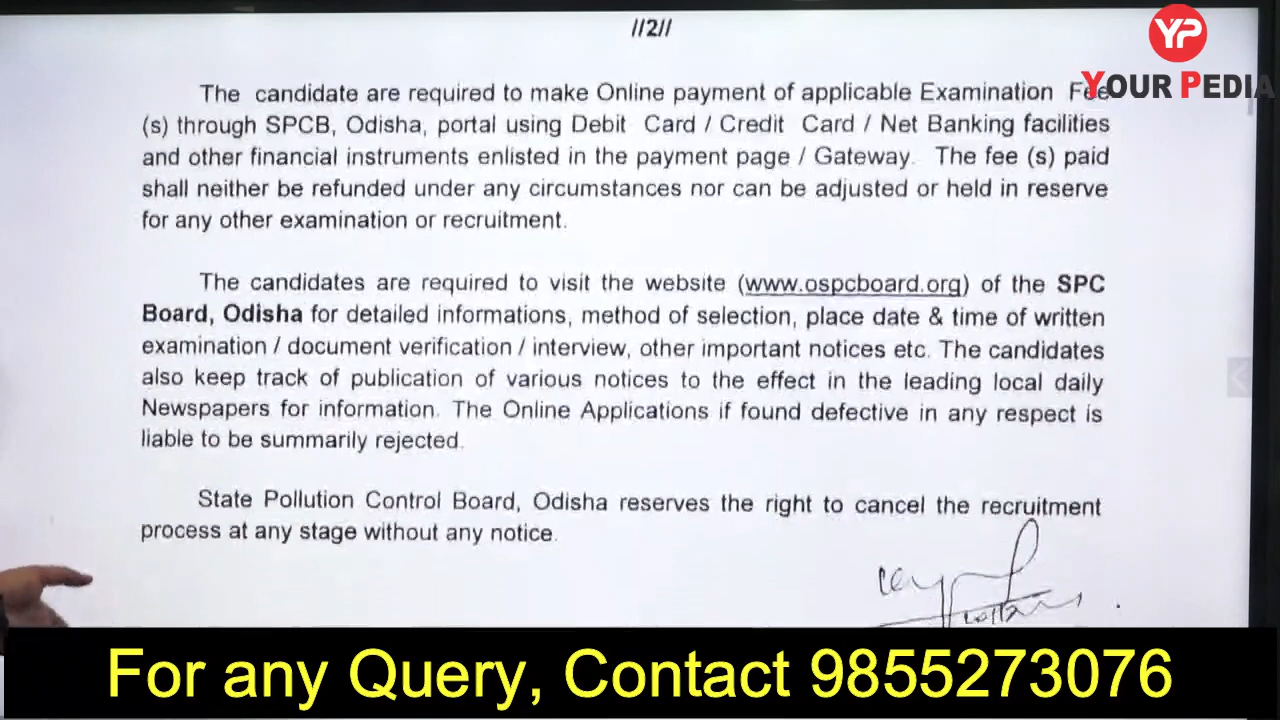 //2//
YP
YOUR PEDIA
The candidate are required to make Online payment of applicable Examination Fee
(s) through SPCB, Odisha, portal using Debit Card / Credit Card / Net Banking facilities
and other financial instruments enlisted in the payment page / Gateway. The fee (s) paid
shall neither be refunded under any circumstances nor can be adjusted or held in reserve
for any other examination or recruitment.
The candidates are required to visit the website (www.ospcboard.org) of the SPC
Board, Odisha for detailed informations, method of selection, place date & time of written
examination / document verification / interview, other important notices etc. The candidates
also keep track of publication of various notices to the effect in the leading local daily
Newspapers for information. The Online Applications if found defective in any respect is
liable to be summarily rejected.
State Pollution Control Board, Odisha reserves the right to cancel the recruitment
process at any stage without any notice.
For any Query, Contact 9855273076